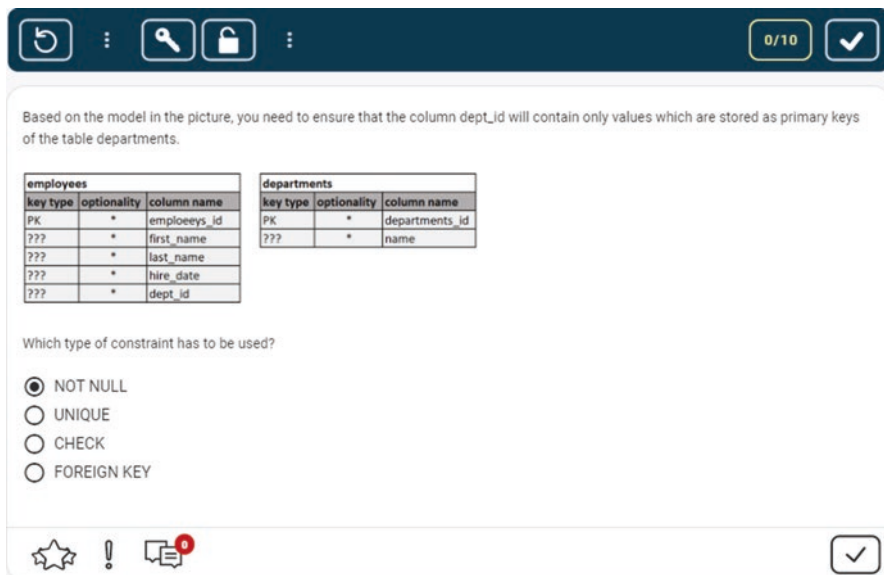 0/10
Based on the model in the picture, you need to ensure that the column dept_id will contain only values which are stored as primary keys
of the table departments.
employees
key type optionality column name
PK * emploeeys_id
??? * first_name
??? * last_name
??? * hire_date
??? * dept_id
departments
key type optionality column name
PK * departments_id
??? * name
Which type of constraint has to be used?
NOT NULL
UNIQUE
CHECK
FOREIGN KEY
0